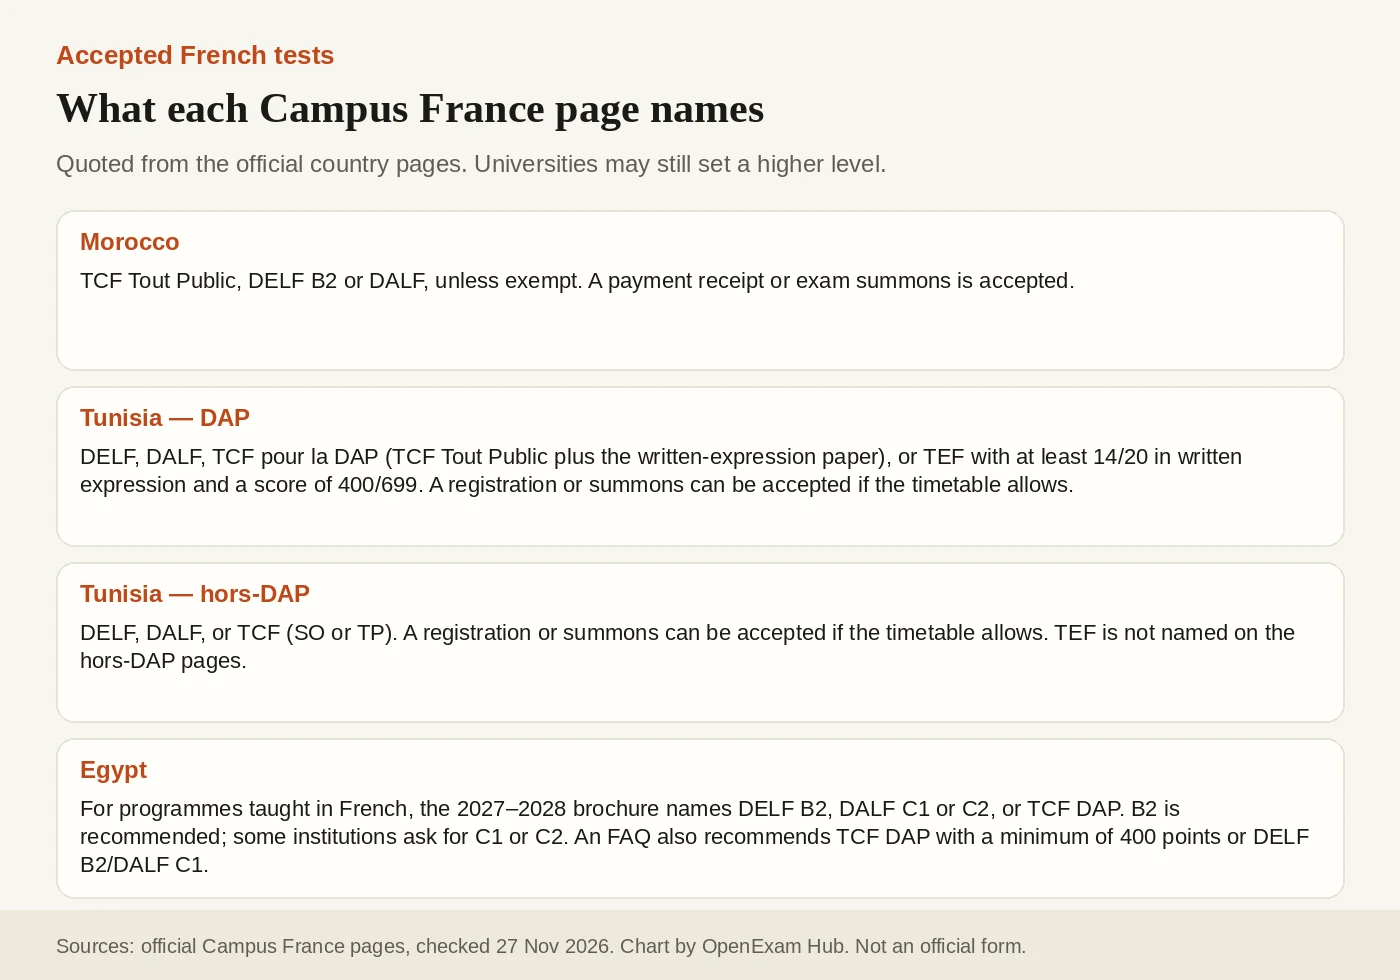 Accepted French tests
What each Campus France page names
Quoted from the official country pages. Universities may still set a higher level.
Morocco
TCF Tout Public, DELF B2 or DALF, unless exempt. A payment receipt or exam summons is accepted.
Tunisia — DAP
DELF, DALF, TCF pour la DAP (TCF Tout Public plus the written-expression paper), or TEF with at least 14/20 in written
expression and a score of 400/699. A registration or summons can be accepted if the timetable allows.
Tunisia — hors-DAP
DELF, DALF, or TCF (SO or TP). A registration or summons can be accepted if the timetable allows. TEF is not named on the
hors-DAP pages.
Egypt
For programmes taught in French, the 2027–2028 brochure names DELF B2, DALF C1 or C2, or TCF DAP. B2 is
recommended; some institutions ask for C1 or C2. An FAQ also recommends TCF DAP with a minimum of 400 points or DELF
B2/DALF C1.
Sources: official Campus France pages, checked 27 Nov 2026. Chart by OpenExam Hub. Not an official form.